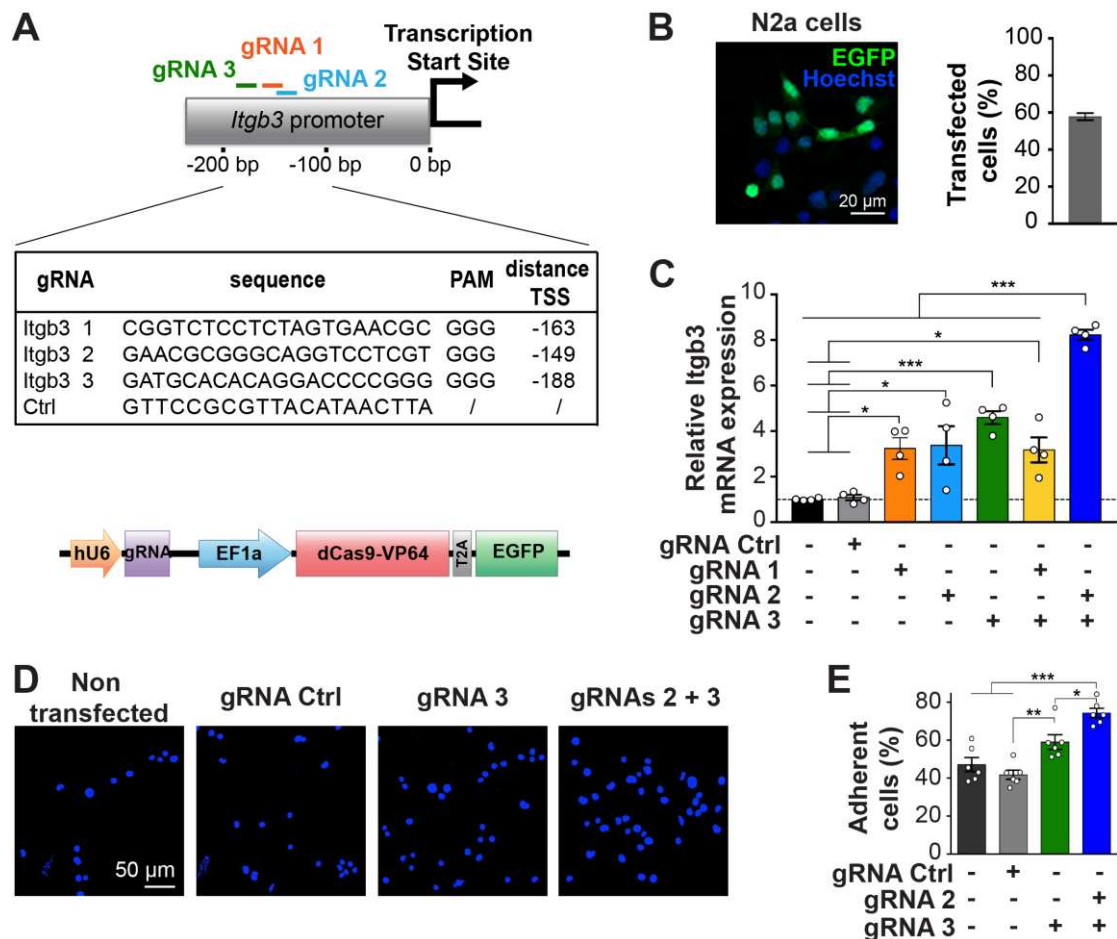 A
gRNA 1
gRNA 3
gRNA 2
Transcription
Start Site
Itgb3 promoter
-200 bp
-100 bp
0 bp
gRNA sequence PAM distance TSS
Itgb3 1 CGGTCTCCTCTAGTGAACGC GGG -163
Itgb3 2 GAACGCGGGCAGGTCCTCGT GGG -149
Itgb3 3 GATGCACACAGGACCCCGGG GGG -188
Ctrl GTTCCGCGTTACATAACTTA / /
hU6 gRNA EF1a dCas9-VP64 T2A EGFP
B
N2a cells
EGFP
Hoechst
20 µm
Transfected
cells (%)
100
80
60
40
20
0
C
Relative Itgb3
mRNA expression
10
8
6
4
2
0
***
*
***
*
*
gRNA Ctrl - + - - - - -
gRNA 1 - - + - - + -
gRNA 2 - - - + - - +
gRNA 3 - - - - + + +
D
Non
transfected
gRNA Ctrl
gRNA 3
gRNAs 2 + 3
50 µm
E
Adherent
cells (%)
80
60
40
20
0
***
*
**
gRNA Ctrl - + - -
gRNA 2 - - - +
gRNA 3 - - + +